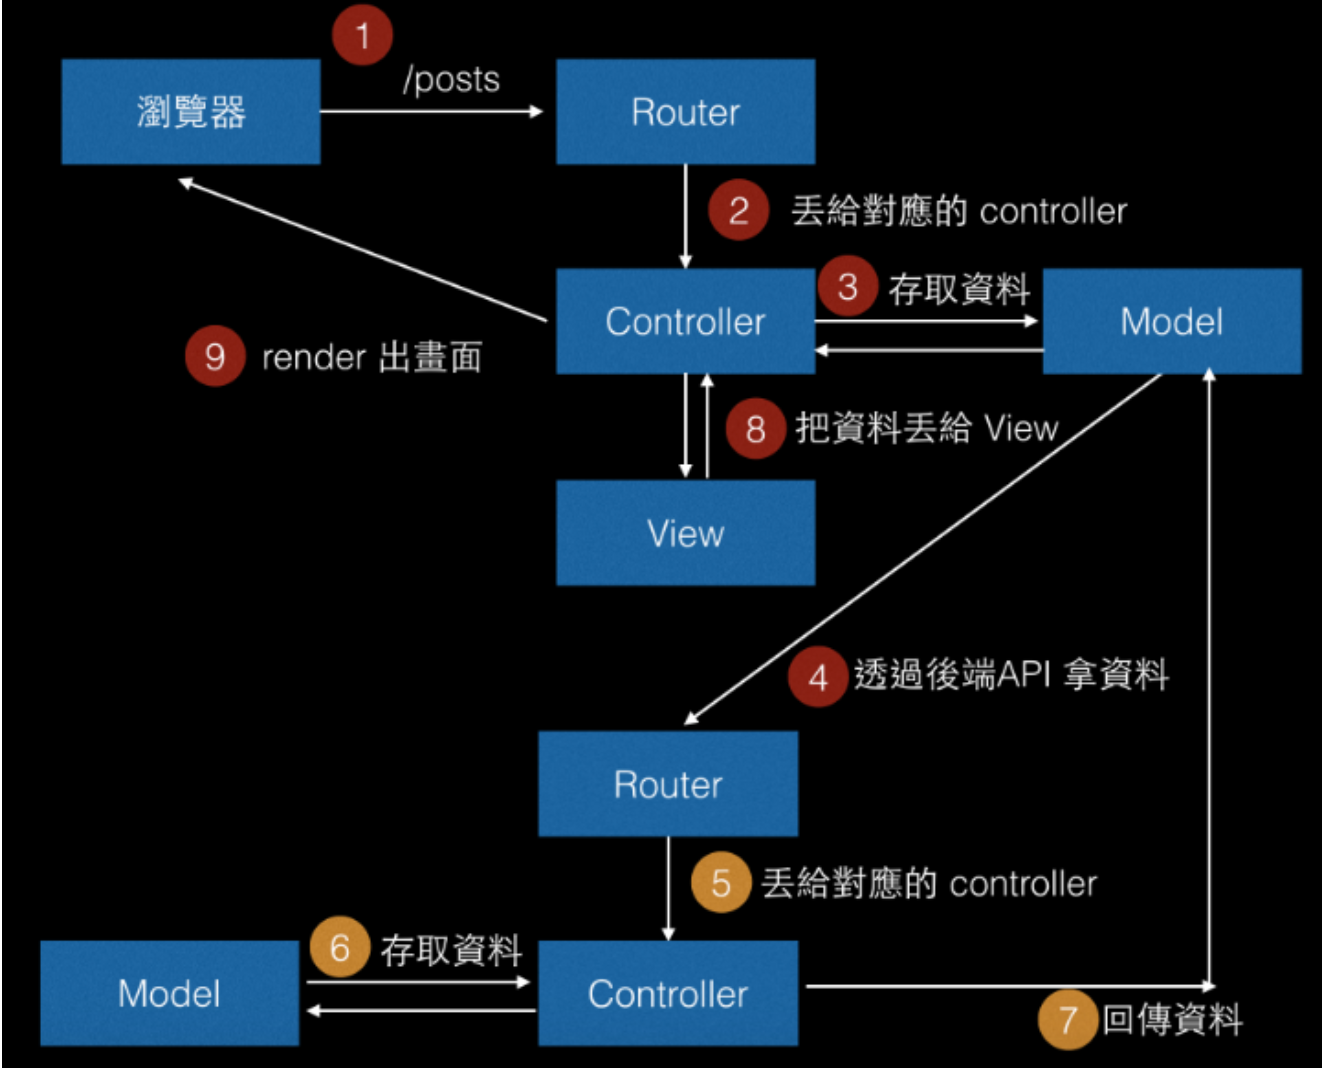 1
/posts
瀏覽器
Router
2 丟給對應的 controller
3 存取資料
Controller
Model
9 render 出畫面
8 把資料丟給 View
View
4 透過後端API 拿資料
Router
5 丟給對應的 controller
6 存取資料
Model
Controller
7 回傳資料